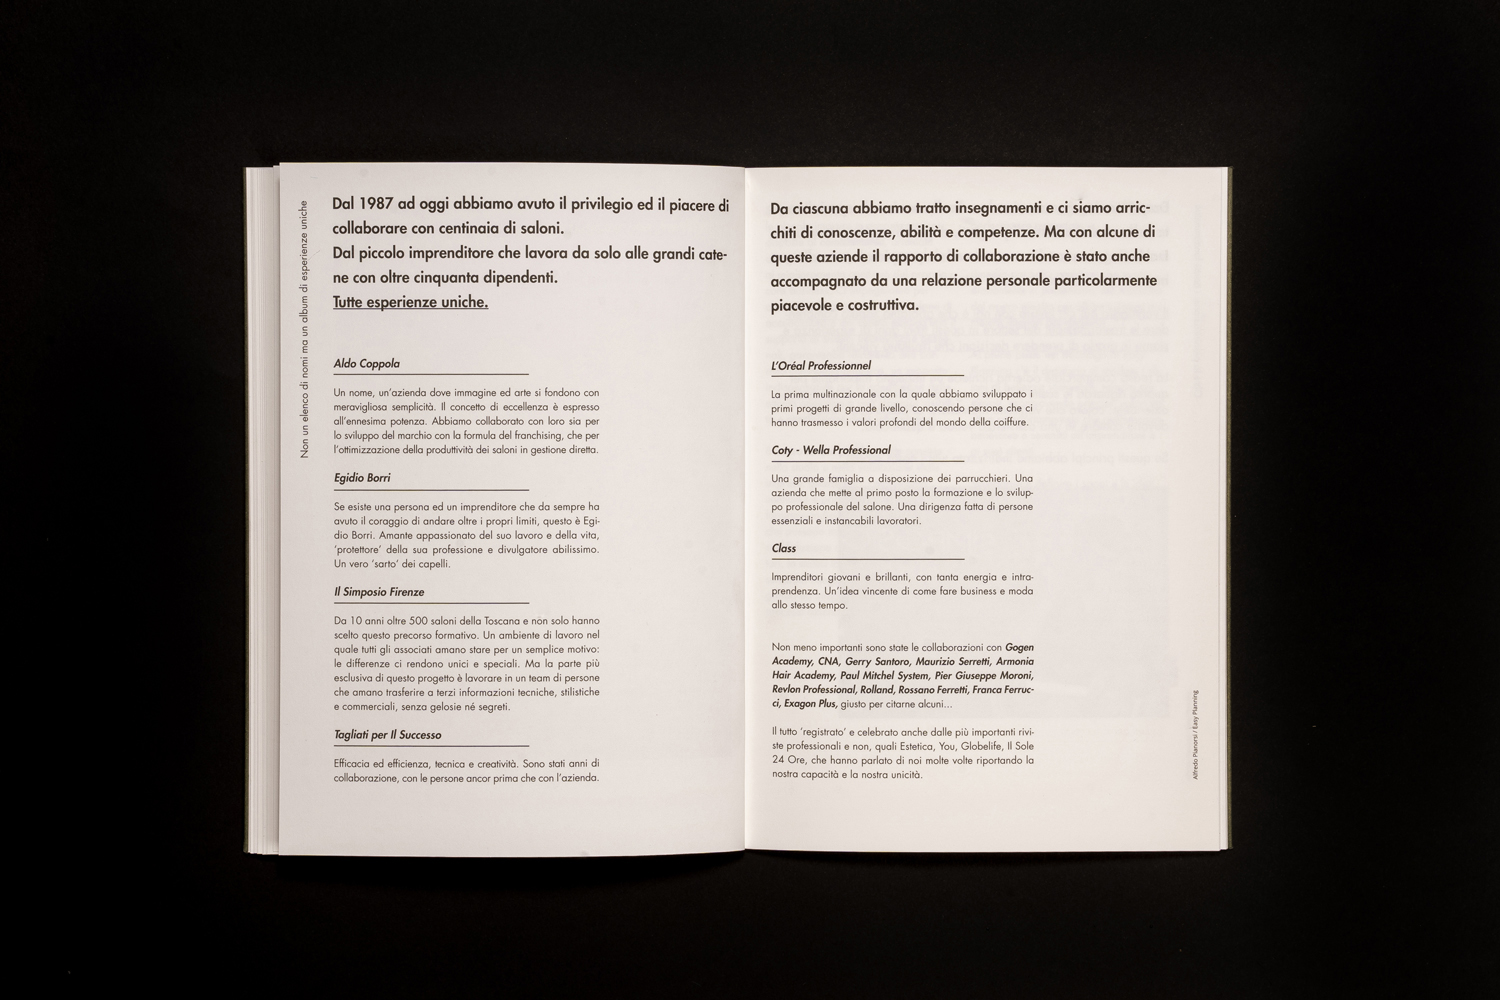 Non un elenco di nomi ma un album di esperienze uniche
Dal 1987 ad oggi abbiamo avuto il privilegio ed il piacere di
collaborare con centinaia di saloni.
Dal piccolo imprenditore che lavora da solo alle grandi cate-
ne con oltre cinquanta dipendenti.
Tutte esperienze uniche.
Aldo Coppola
Un nome, un'azienda dove immagine ed arte si fondono con
meravigliosa semplicità. Il concetto di eccellenza è espresso
all'ennesima potenza. Abbiamo collaborato con loro sia per
lo sviluppo del marchio con la formula del franchising, che per
l'ottimizzazione della produttività dei saloni in gestione diretta.
Egidio Borri
Se esiste una persona ed un imprenditore che da sempre ha
avuto il coraggio di andare oltre i propri limiti, questo è Egi-
dio Borri. Amante appassionato del suo lavoro e della vita,
'protettore' della sua professione e divulgatore abilissimo.
Un vero 'sarto' dei capelli.
Il Simposio Firenze
Da 10 anni oltre 500 saloni della Toscana e non solo hanno
scelto questo precorso formativo. Un ambiente di lavoro nel
quale tutti gli associati amano stare per un semplice motivo:
le differenze ci rendono unici e speciali. Ma la parte più
esclusiva di questo progetto è lavorare in un team di persone
che amano trasferire a terzi informazioni tecniche, stilistiche
e commerciali, senza gelosie né segreti.
Tagliati per Il Successo
Efficacia ed efficienza, tecnica e creatività. Sono stati anni di
collaborazione, con le persone ancor prima che con l'azienda.
Da ciascuna abbiamo tratto insegnamenti e ci siamo arric-
chiti di conoscenze, abilità e competenze. Ma con alcune di
queste aziende il rapporto di collaborazione è stato anche
accompagnato da una relazione personale particolarmente
piacevole e costruttiva.
L'Oréal Professionnel
La prima multinazionale con la quale abbiamo sviluppato i
primi progetti di grande livello, conoscendo persone che ci
hanno trasmesso i valori profondi del mondo della coiffure.
Coty - Wella Professional
Una grande famiglia a disposizione dei parrucchieri. Una
azienda che mette al primo posto la formazione e lo svilup-
po professionale del salone. Una dirigenza fatta di persone
essenziali e instancabili lavoratori.
Class
Imprenditori giovani e brillanti, con tanta energia e intra-
prendenza. Un'idea vincente di come fare business e moda
allo stesso tempo.
Non meno importanti sono state le collaborazioni con Gogen
Academy, CNA, Gerry Santoro, Maurizio Serretti, Armonia
Hair Academy, Paul Mitchel System, Pier Giuseppe Moroni,
Revlon Professional, Rolland, Rossano Ferretti, Franca Ferruc-
ci, Exagon Plus, giusto per citarne alcuni...
Il tutto 'registrato' e celebrato anche dalle più importanti rivi-
ste professionali e non, quali Estetica, You, Globelife, Il Sole
24 Ore, che hanno parlato di noi molte volte riportando la
nostra capacità e la nostra unicità.
Alfredo Pianorsi / Easy Planning